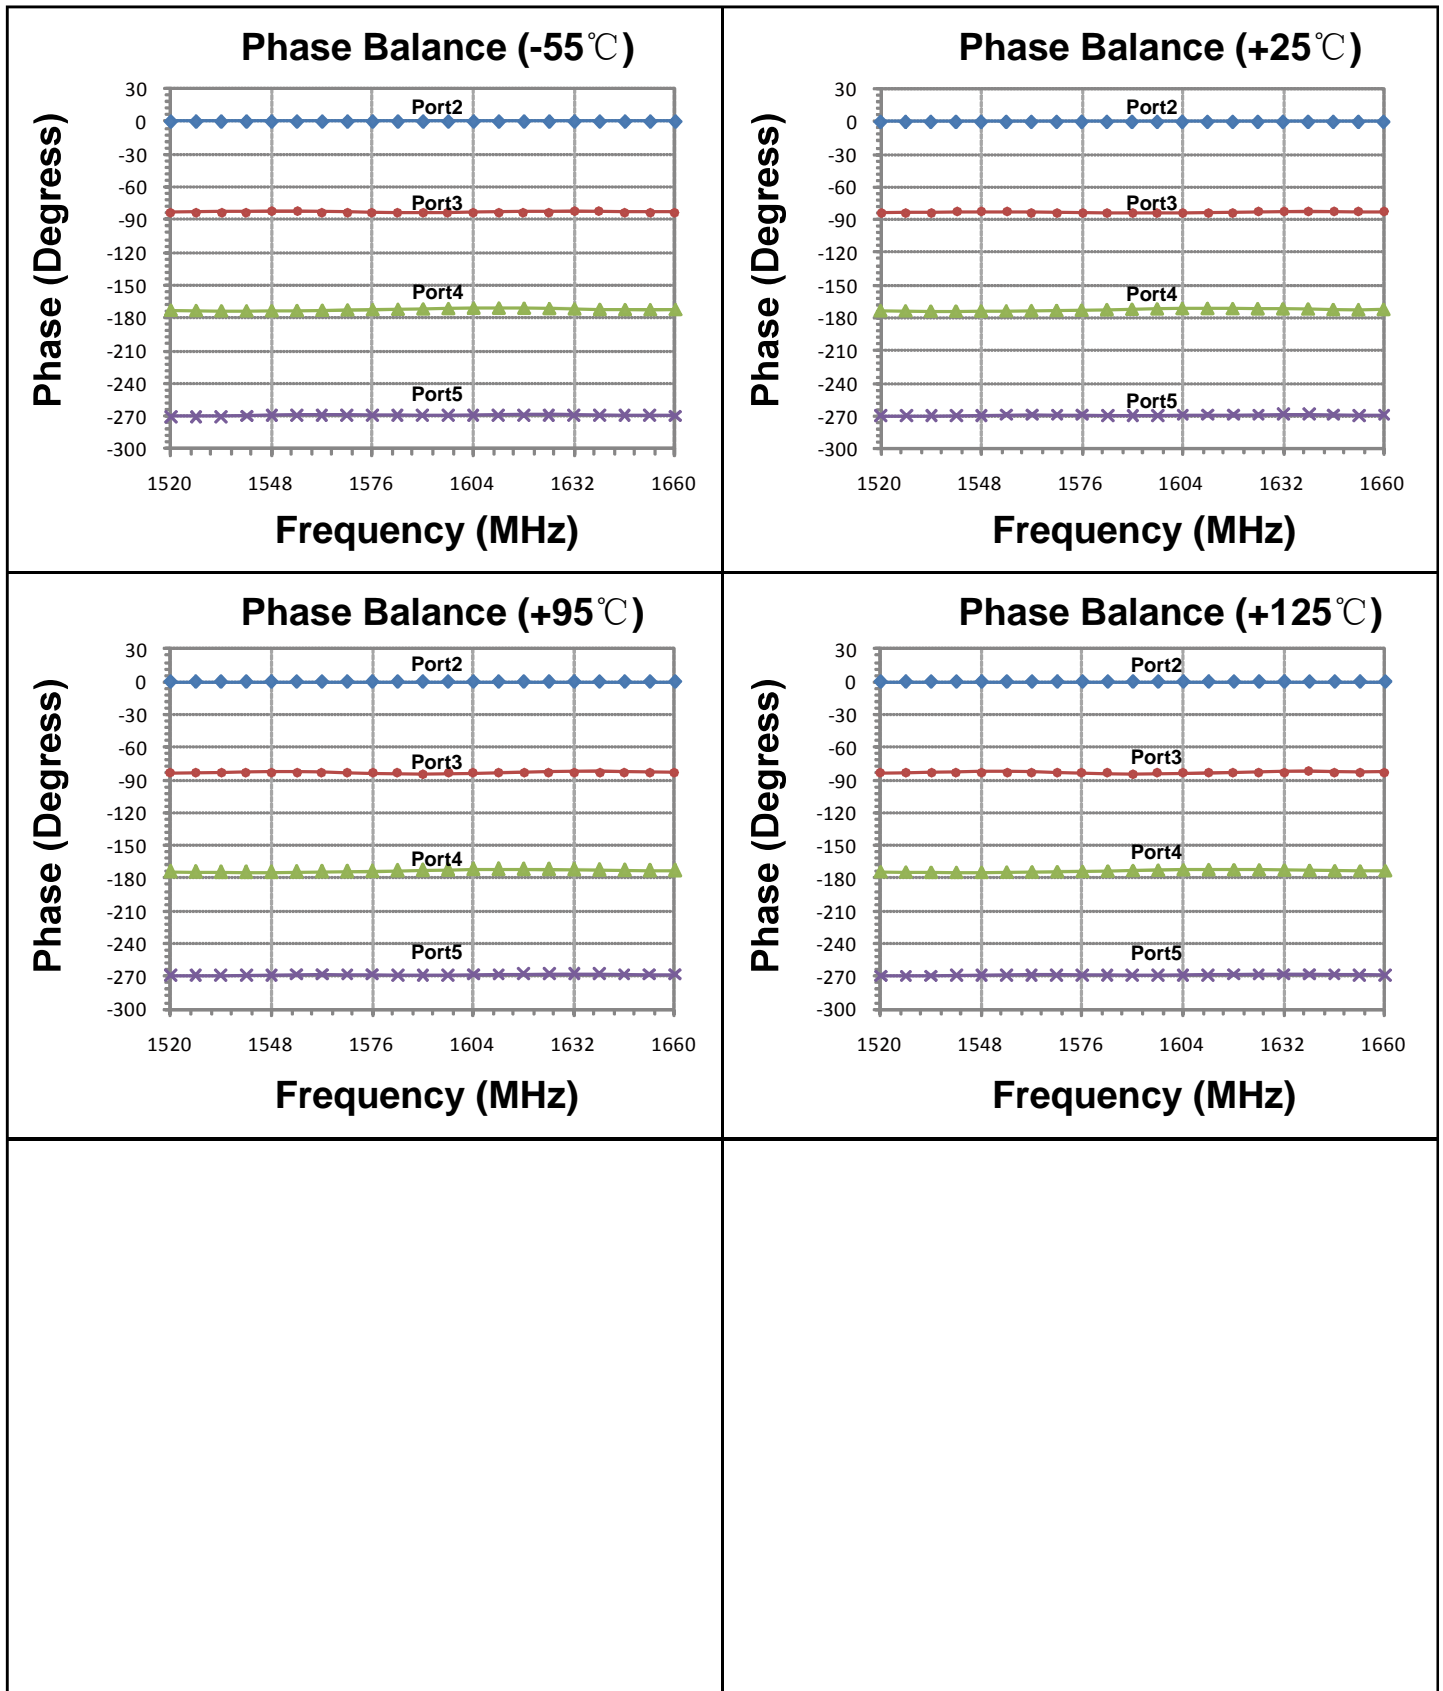 Phase Balance (-55℃)
Phase (Degress)
30
0
-30
-60
-90
-120
-150
-180
-210
-240
-270
-300
Port2
Port3
Port4
Port5
1520 1548 1576 1604 1632 1660
Frequency (MHz)
Phase Balance (+25℃)
Phase (Degress)
30
0
-30
-60
-90
-120
-150
-180
-210
-240
-270
-300
Port2
Port3
Port4
Port5
1520 1548 1576 1604 1632 1660
Frequency (MHz)
Phase Balance (+95℃)
Phase (Degress)
30
0
-30
-60
-90
-120
-150
-180
-210
-240
-270
-300
Port2
Port3
Port4
Port5
1520 1548 1576 1604 1632 1660
Frequency (MHz)
Phase Balance (+125℃)
Phase (Degress)
30
0
-30
-60
-90
-120
-150
-180
-210
-240
-270
-300
Port2
Port3
Port4
Port5
1520 1548 1576 1604 1632 1660
Frequency (MHz)